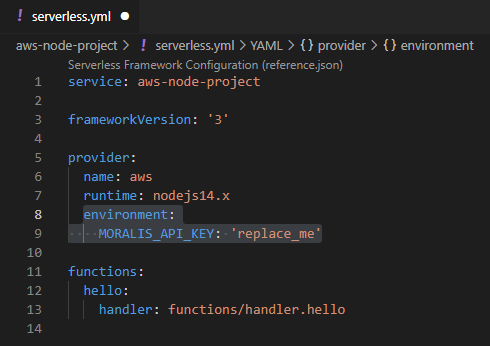 ! serverless.yml ●
aws-node-project > ! serverless.yml > YAML > {} provider > {} environment
Serverless Framework Configuration (reference.json)
1 service: aws-node-project
2
3 frameworkVersion: '3'
4
5 provider:
6   name: aws
7   runtime: nodejs14.x
8   environment:
9     MORALIS_API_KEY: 'replace_me'
10
11 functions:
12   hello:
13     handler: functions/handler.hello
14